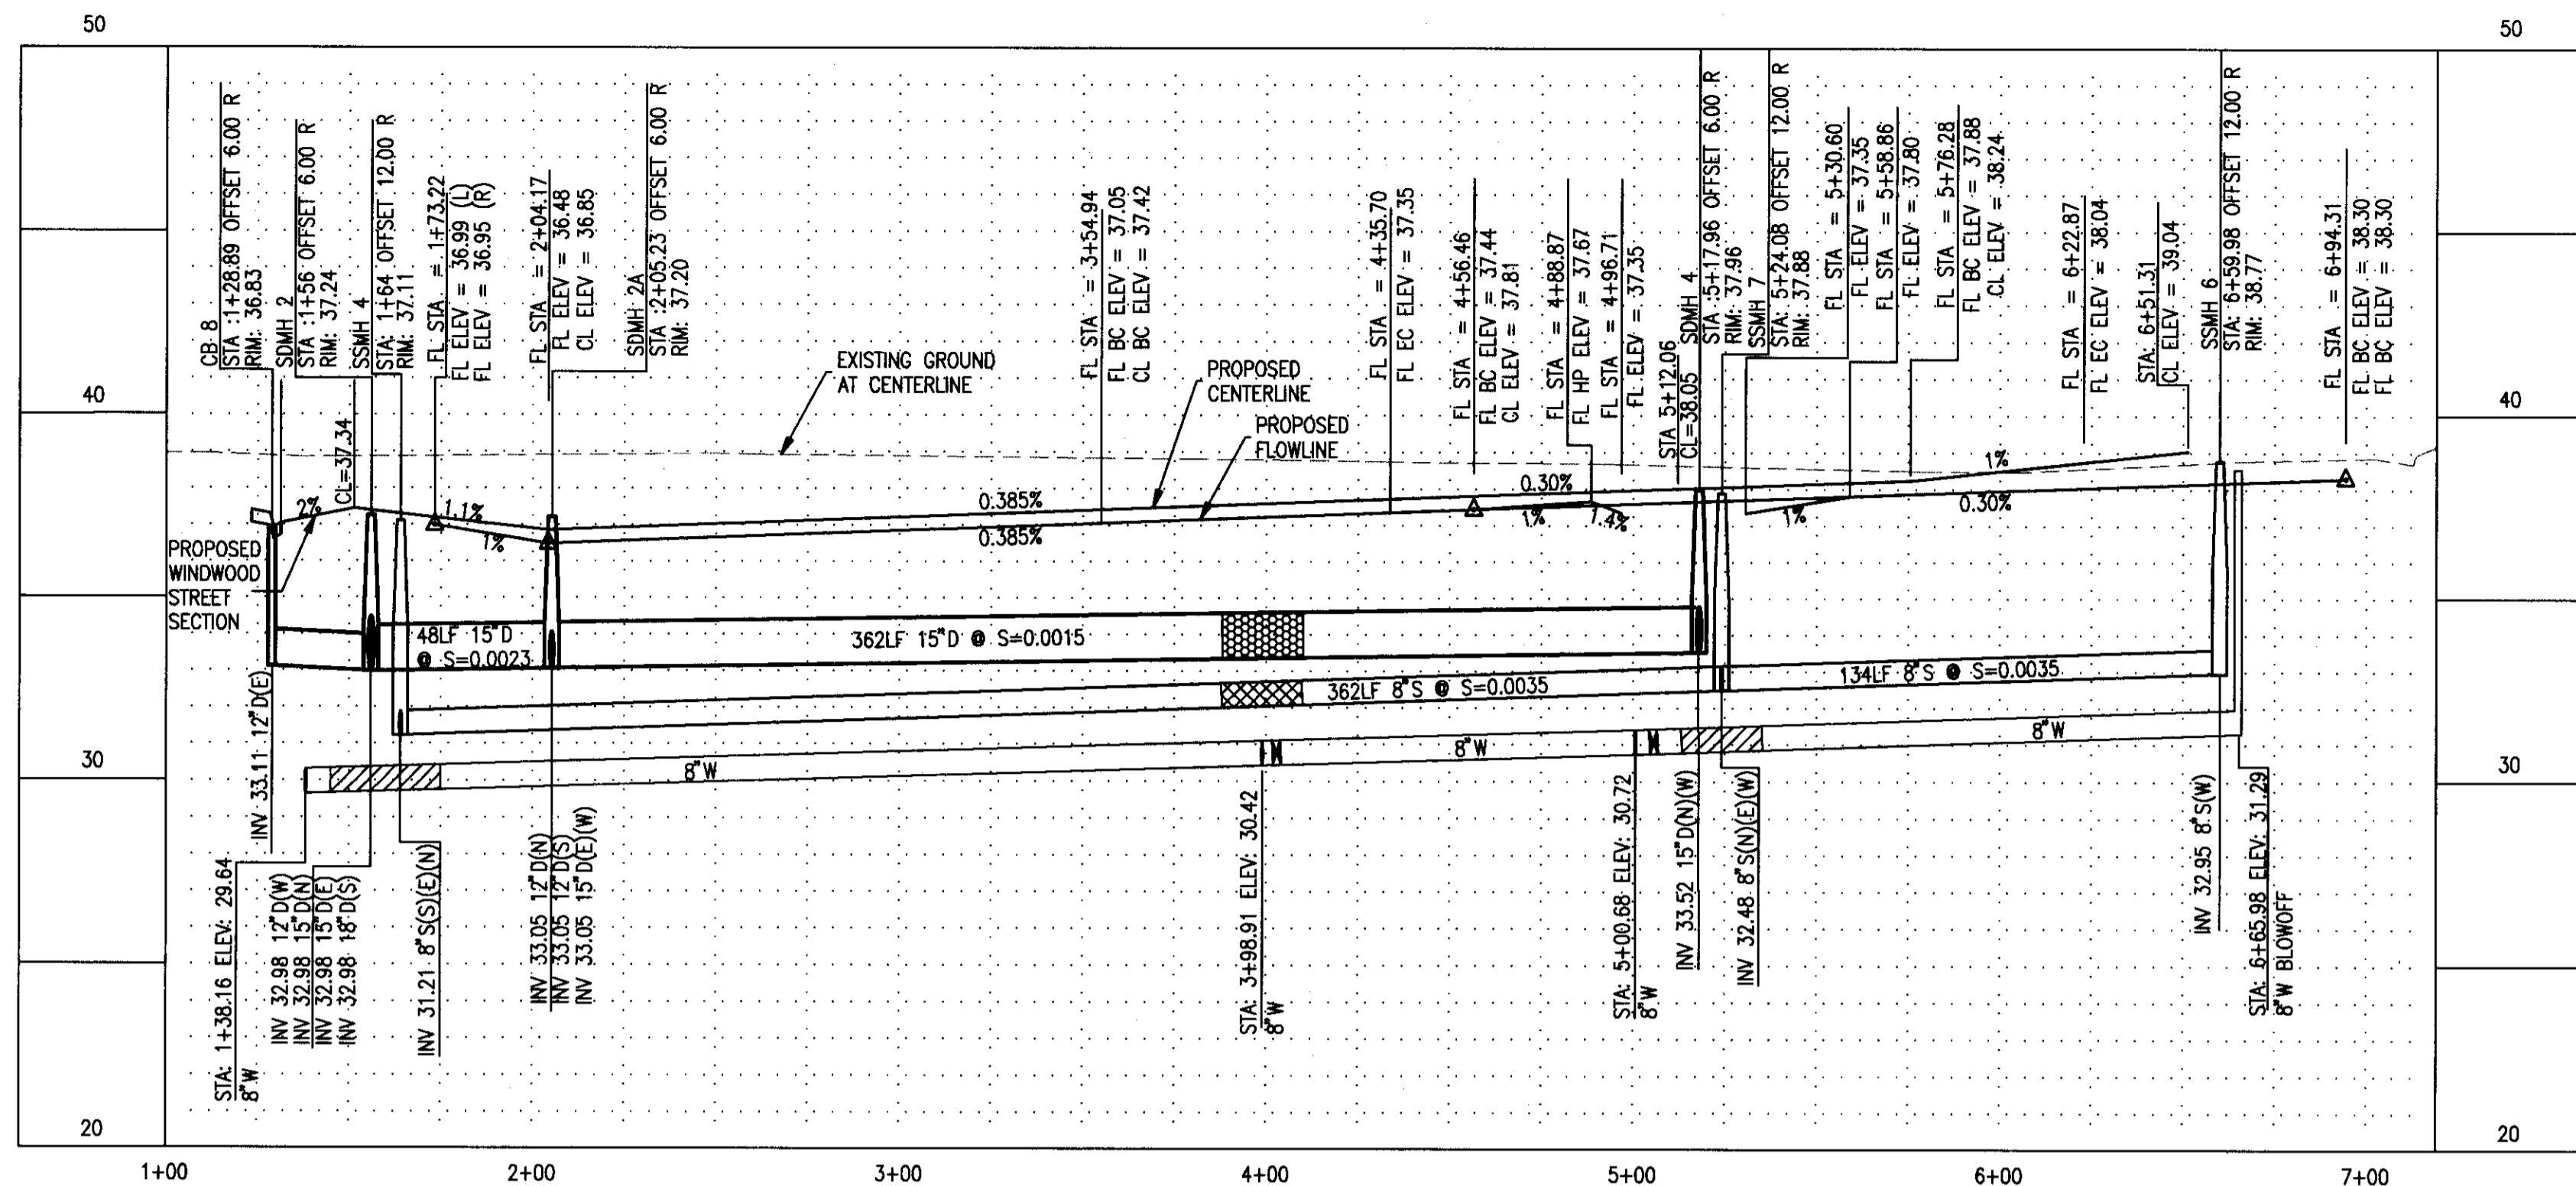 50
50
CB 8
STA :1+28.89 OFFSET 6.00 R
RIM: 36.83
SDMH 2
STA :1+56 OFFSET 6.00 R
RIM: 37.24
SSMH 4
STA: 1+64 OFFSET 12.00 R
RIM: 37.11
FL STA = 1+73.22
FL ELEV = 36.99 (L)
FL ELEV = 36.95 (R)
FL STA = 2+04.17
FL ELEV = 36.48
CL ELEV = 36.85
SDMH 2A
STA :2+05.23 OFFSET 6.00 R
RIM: 37.20
FL STA = 3+54.94
FL BC ELEV = 37.05
CL BC ELEV = 37.42
FL STA = 4+35.70
FL EC ELEV = 37.35
FL STA = 4+56.46
FL BC ELEV = 37.44
CL ELEV = 37.81
FL STA = 4+88.87
FL HP ELEV = 37.67
FL STA = 4+96.71
FL ELEV = 37.35
STA 5+12.06
CL=38.05
SDMH 4
STA :5+17.96 OFFSET 6.00 R
RIM: 37.96
SSMH 7
STA: 5+24.08 OFFSET 12.00 R
RIM: 37.88
FL STA = 5+30.60
FL ELEV = 37.35
FL STA = 5+58.86
FL ELEV = 37.80
FL STA = 5+76.28
FL BC ELEV = 37.88
CL ELEV = 38.24
FL STA = 6+22.87
FL EC ELEV = 38.04
STA: 6+51.31
CL ELEV = 39.04
SSMH 6
STA: 6+59.98 OFFSET 12.00 R
RIM: 38.77
FL STA = 6+94.31
FL BC ELEV = 38.30
FL BC ELEV = 38.30
40
40
EXISTING GROUND
AT CENTERLINE
PROPOSED
CENTERLINE
PROPOSED
FLOWLINE
CL=37.34
2%
1.1%
1%
0.385%
0.385%
0.30%
1%
1.4%
1%
1%
0.30%
PROPOSED
WINDWOOD
STREET
SECTION
48LF 15"D
@ S=0.0023
362LF 15"D @ S=0.0015
362LF 8"S @ S=0.0035
134LF 8"S @ S=0.0035
8"W
8"W
8"W
30
30
INV 33.11 12"D(E)
STA: 1+38.16 ELEV: 29.64
8"W
INV 32.98 12"D(W)
INV 32.98 15"D(N)
INV 32.98 15"D(E)
INV 32.98 18"D(S)
INV 31.21 8"S(S)(E)(N)
INV 33.05 12"D(N)
INV 33.05 12"D(S)
INV 33.05 15"D(E)(W)
STA: 3+98.91 ELEV: 30.42
8"W
STA: 5+00.68 ELEV: 30.72
8"W
INV 33.52 15"D(N)(W)
INV 32.48 8"S(N)(E)(W)
INV 32.95 8"S(W)
STA: 6+65.98 ELEV: 31.29
8"W BLOWOFF
20
20
1+00
2+00
3+00
4+00
5+00
6+00
7+00